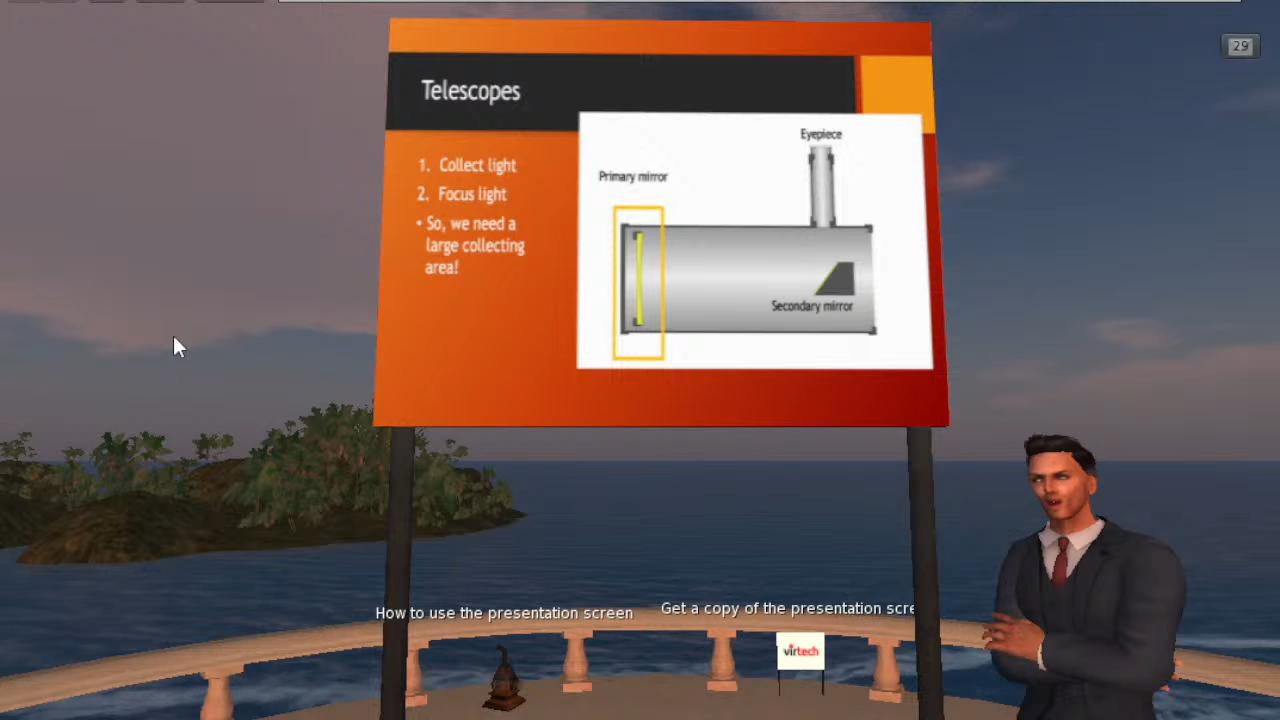 29
Telescopes
1. Collect light
2. Focus light
• So, we need a
large collecting
area!
Eyepiece
Primary mirror
Secondary mirror
How to use the presentation screen
Get a copy of the presentation scre
virtech